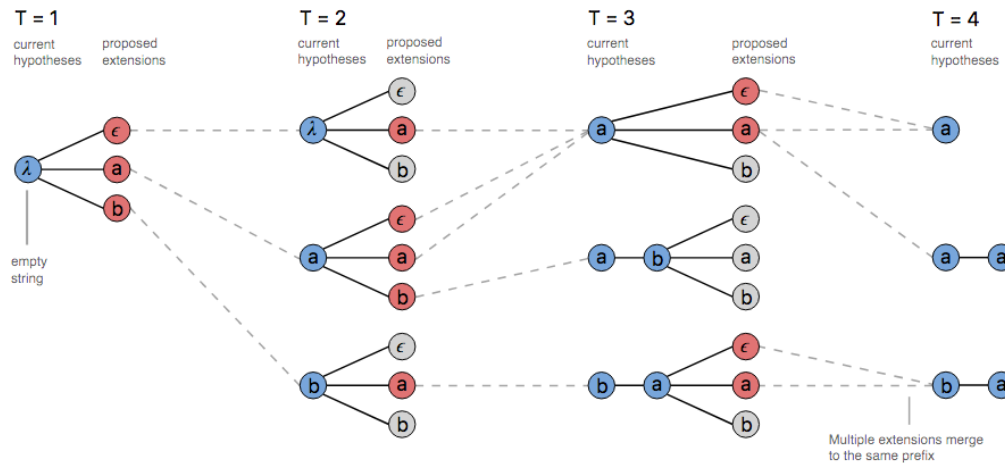 T = 1
current hypotheses
proposed extensions
T = 2
current hypotheses
proposed extensions
T = 3
current hypotheses
proposed extensions
T = 4
current hypotheses
λ
ϵ
a
b
empty string
λ
ϵ
a
b
a
ϵ
a
b
b
ϵ
a
b
a
ϵ
a
b
a
b
ϵ
a
b
b
a
ϵ
a
b
a
a
a
b
a
Multiple extensions merge
to the same prefix